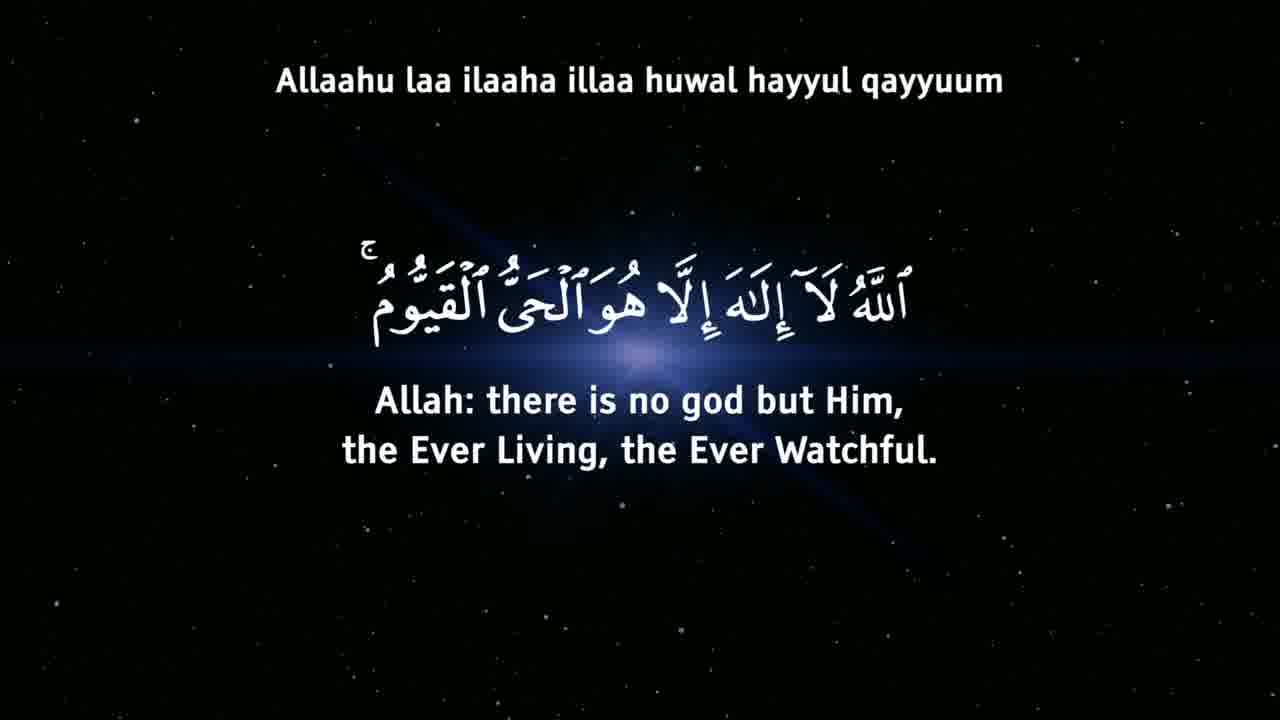 Allaahu laa ilaaha illaa huwal hayyul qayyuum
ٱللَّهُ لَآ إِلَـٰهَ إِلَّا هُوَ ٱلْحَىُّ ٱلْقَيُّومُ ۚ
Allah: there is no god but Him,
the Ever Living, the Ever Watchful.